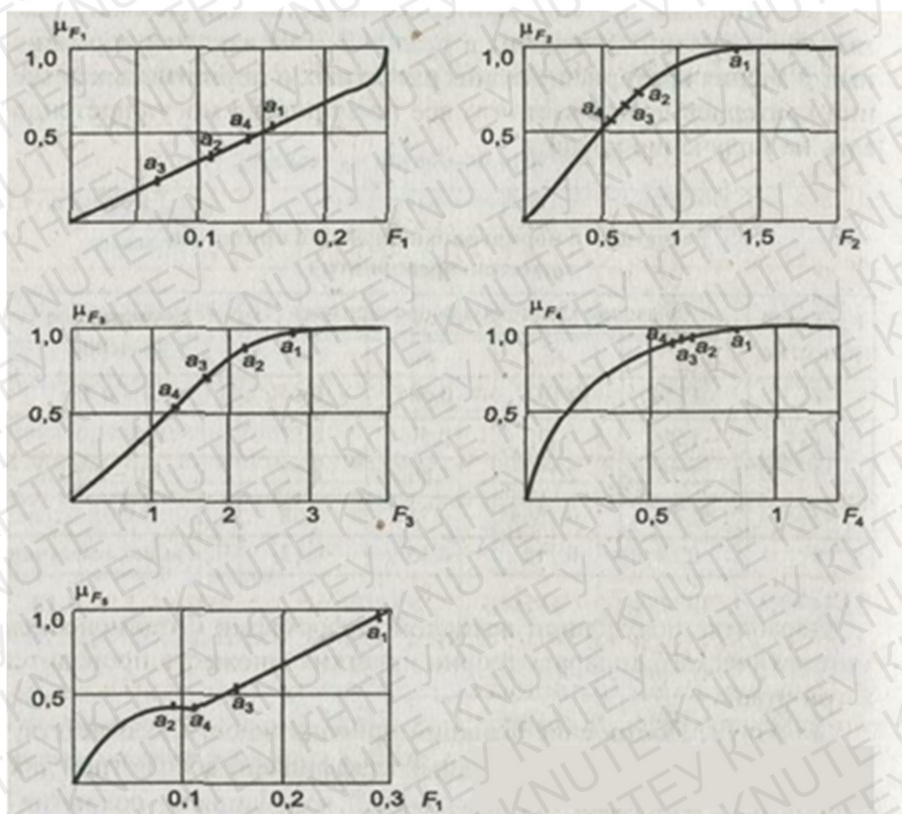 μF₁ μF₂
1,0 1,0
a₁
a₄ a₁ a₂
0,5 a₂ 0,5 a₄ a₃
a₃
0,1 0,2 F₁ 0,5 1 1,5 F₂
μF₃ μF₄
1,0 1,0
a₃ a₂ a₁ a₄ a₃ a₂ a₁
a₄
0,5 0,5
1 2 3 F₃ 0,5 1 F₄
μF₅
1,0
a₁
0,5
a₂ a₄ a₃
0,1 0,2 0,3 F₁
KNUTE КНТЕУ